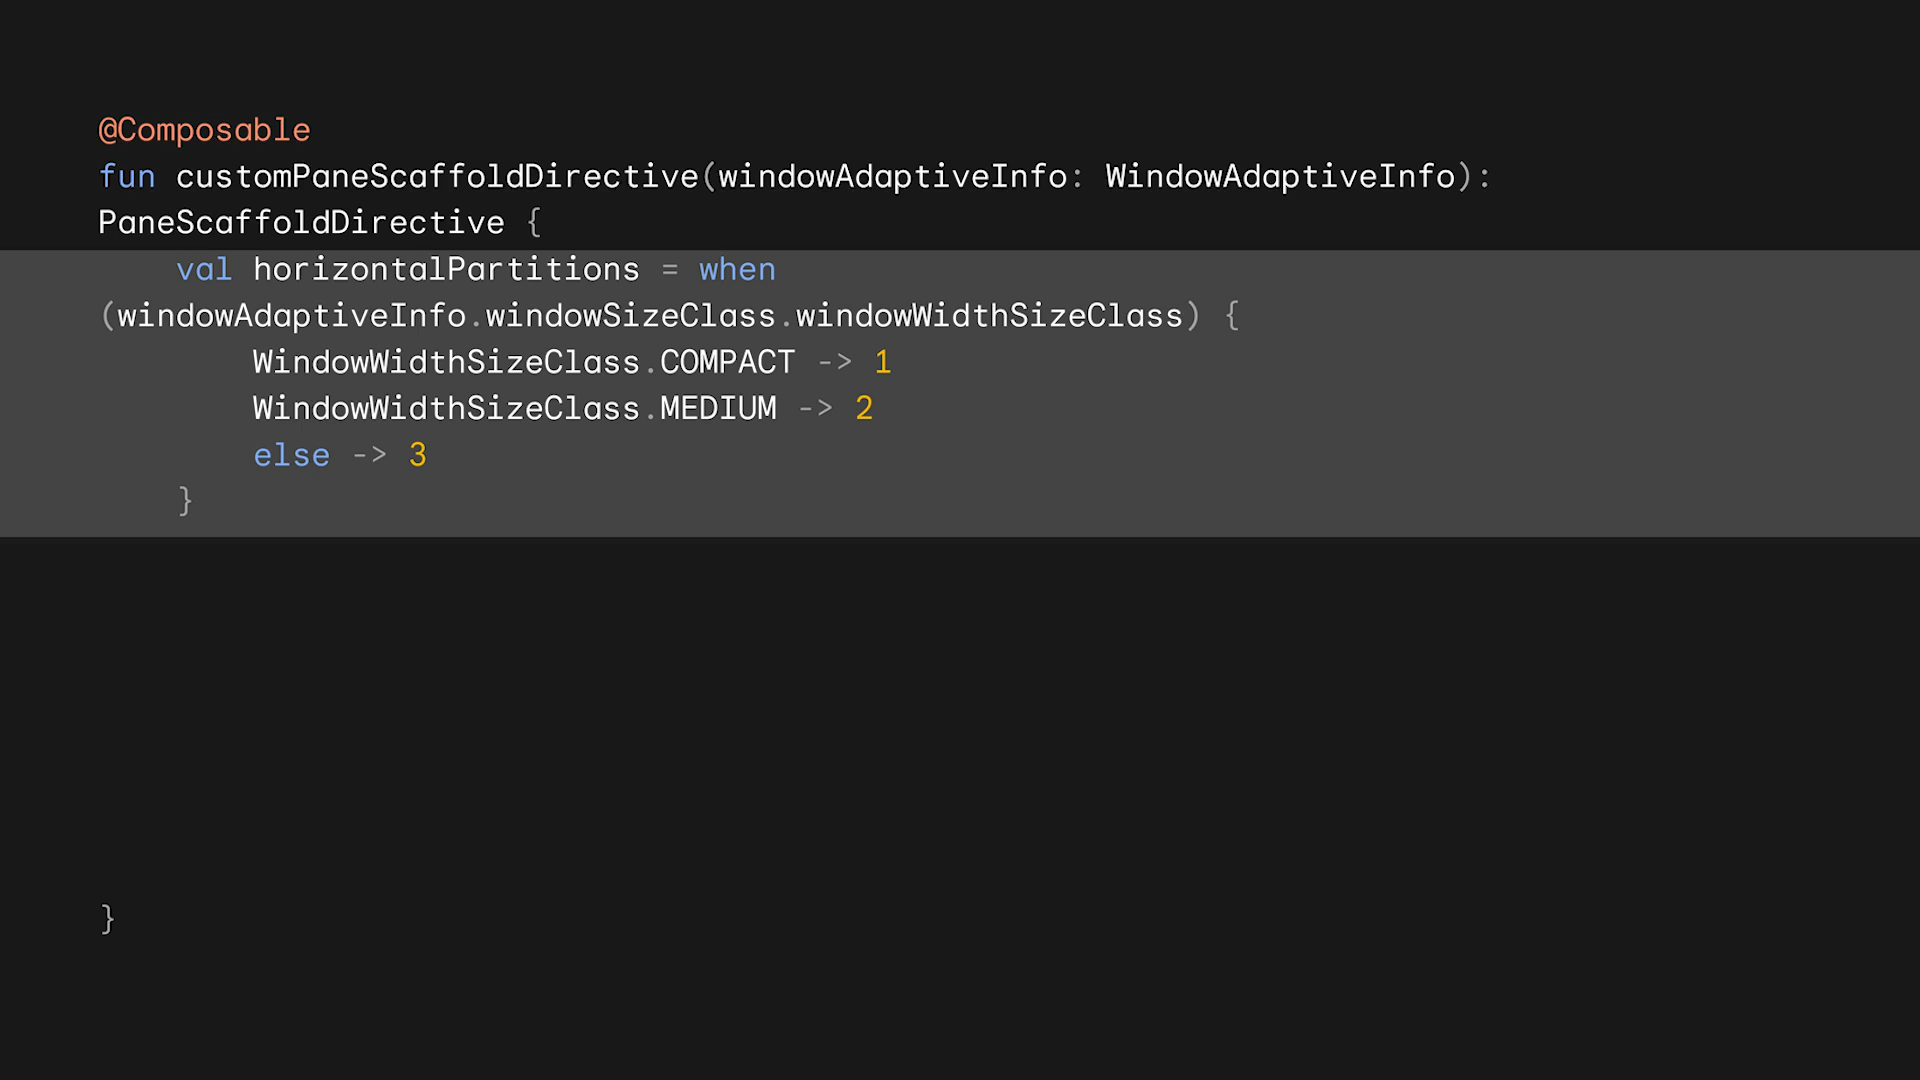 @Composable
fun customPaneScaffoldDirective(windowAdaptiveInfo: WindowAdaptiveInfo):
PaneScaffoldDirective {
    val horizontalPartitions = when
(windowAdaptiveInfo.windowSizeClass.windowWidthSizeClass) {
        WindowWidthSizeClass.COMPACT -> 1
        WindowWidthSizeClass.MEDIUM -> 2
        else -> 3
    }
}